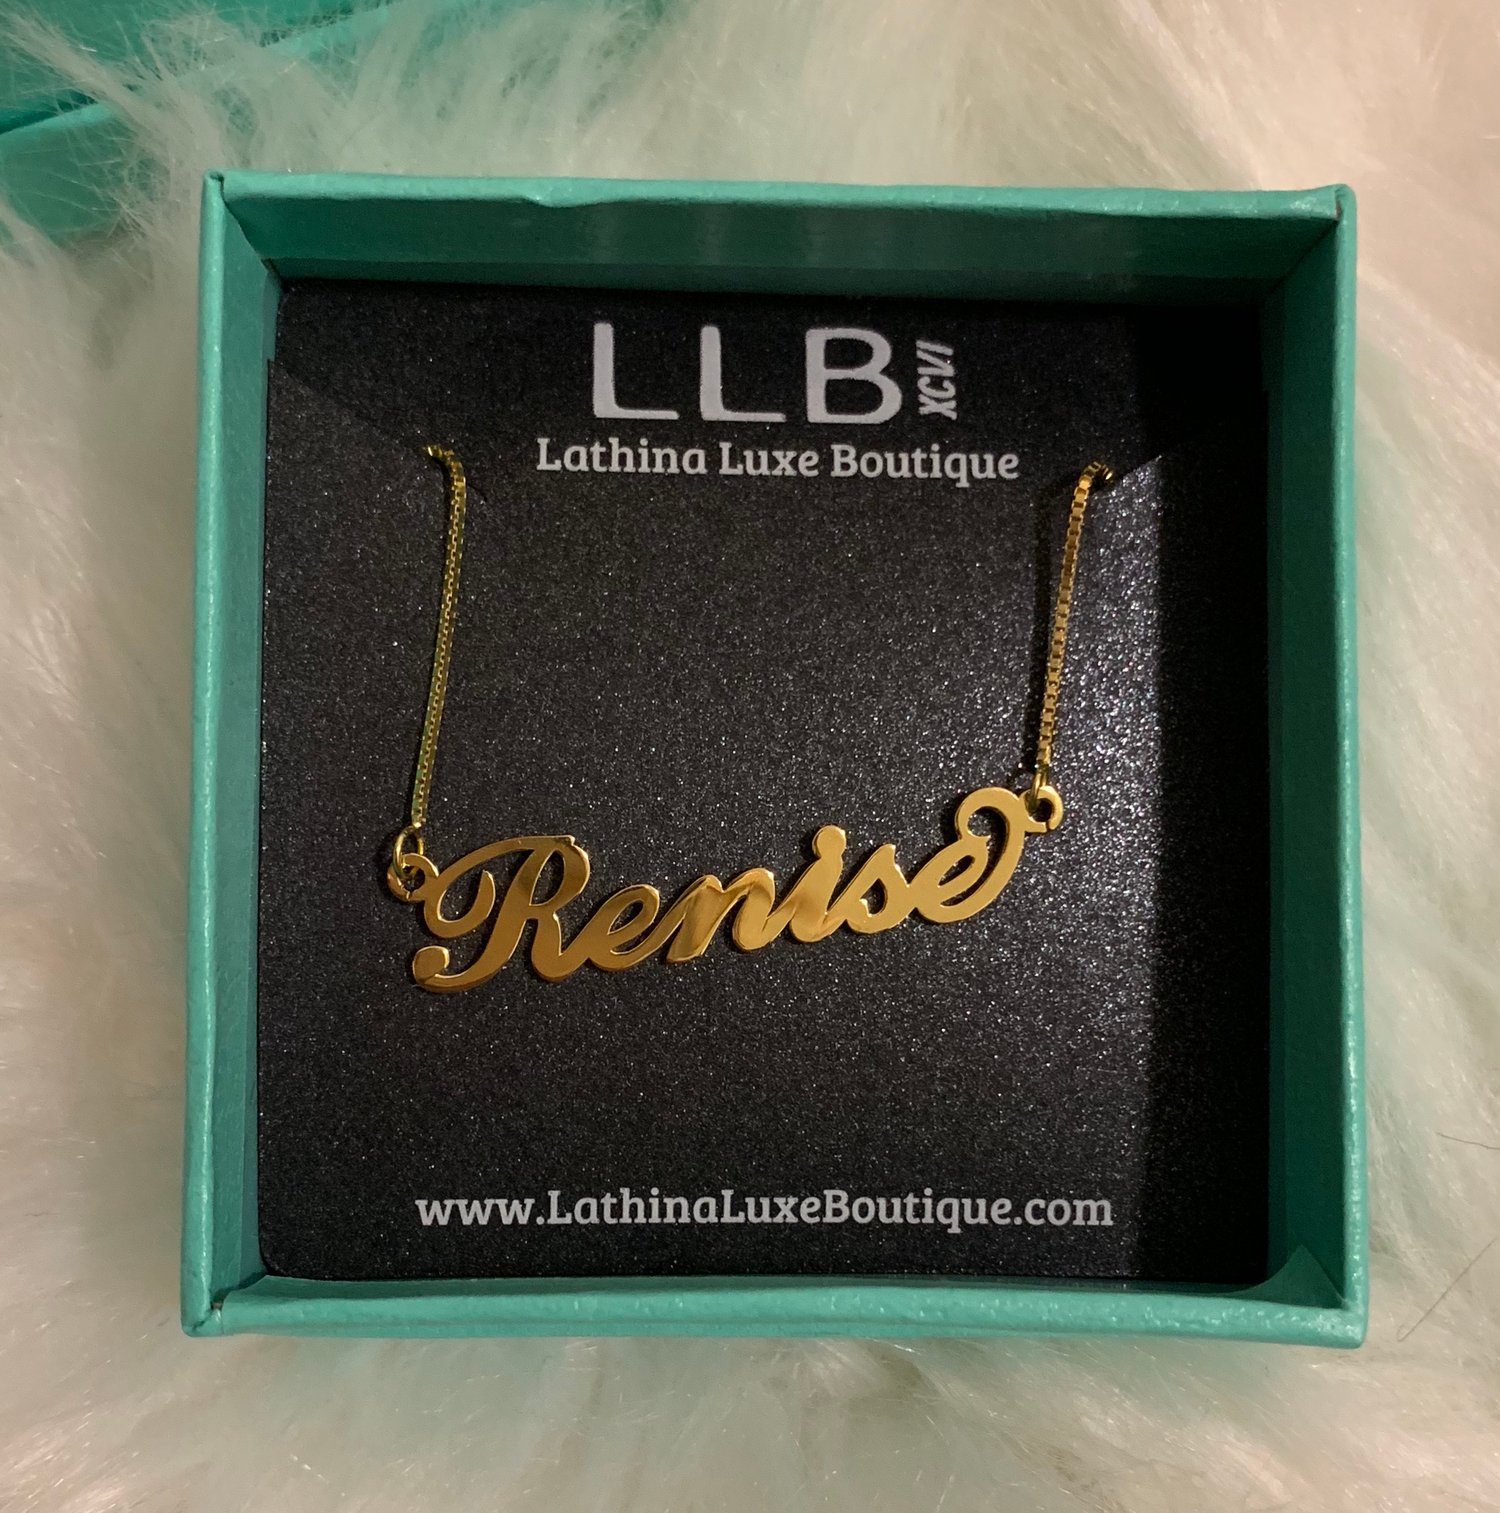 LLB XCVI
Lathina Luxe Boutique
Renise
www.LathinaLuxeBoutique.com